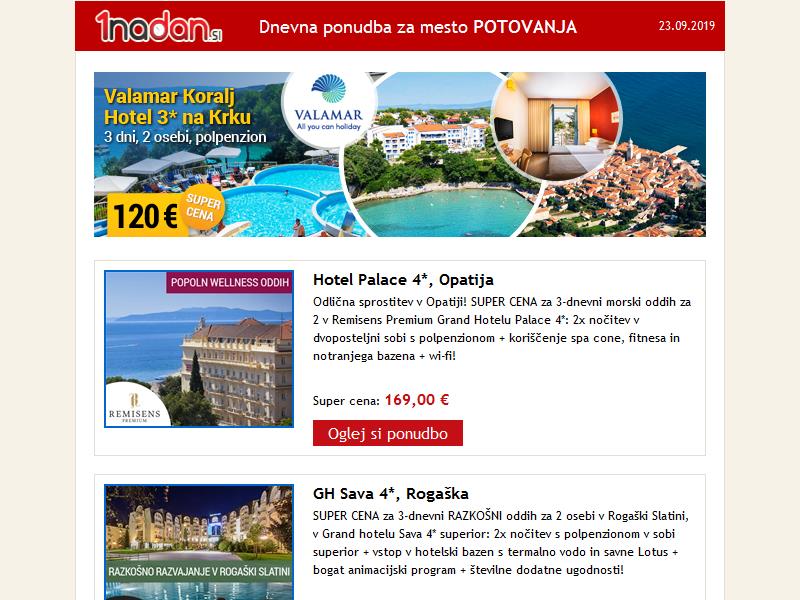 1nadan.si
Dnevna ponudba za mesto POTOVANJA
23.09.2019
Valamar Koralj
Hotel 3* na Krku
3 dni, 2 osebi, polpenzion
VALAMAR
All you can holiday
120 €
SUPER
CENA
POPOLN WELLNESS ODDIH
REMISENS
PREMIUM
Hotel Palace 4*, Opatija
Odlična sprostitev v Opatiji! SUPER CENA za 3-dnevni morski oddih za
2 v Remisens Premium Grand Hotelu Palace 4*: 2x nočitev v
dvoposteljni sobi s polpenzionom + koriščenje spa cone, fitnesa in
notranjega bazena + wi-fi!
Super cena: 169,00 €
Oglej si ponudbo
RAZKOŠNO RAZVAJANJE V ROGAŠKI SLATINI
GH Sava 4*, Rogaška
SUPER CENA za 3-dnevni RAZKOŠNI oddih za 2 osebi v Rogaški Slatini,
v Grand hotelu Sava 4* superior: 2x nočitev s polpenzionom v sobi
superior + vstop v hotelski bazen s termalno vodo in savne Lotus +
bogat animacijski program + številne dodatne ugodnosti!